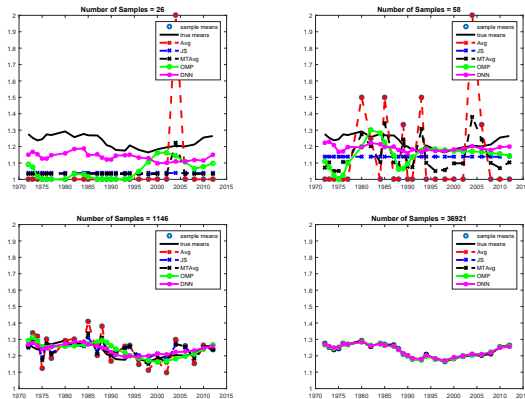 Number of Samples = 26
2
1.9
1.8
1.7
1.6
1.5
1.4
1.3
1.2
1.1
1
1970 1975 1980 1985 1990 1995 2000 2005 2010 2015
sample means
true means
Avg
JS
MTAvg
OMP
DNN
Number of Samples = 58
2
1.9
1.8
1.7
1.6
1.5
1.4
1.3
1.2
1.1
1
1970 1975 1980 1985 1990 1995 2000 2005 2010 2015
sample means
true means
Avg
JS
MTAvg
OMP
DNN
Number of Samples = 1146
2
1.9
1.8
1.7
1.6
1.5
1.4
1.3
1.2
1.1
1
1970 1975 1980 1985 1990 1995 2000 2005 2010 2015
sample means
true means
Avg
JS
MTAvg
OMP
DNN
Number of Samples = 36921
2
1.9
1.8
1.7
1.6
1.5
1.4
1.3
1.2
1.1
1
1970 1975 1980 1985 1990 1995 2000 2005 2010 2015
sample means
true means
Avg
JS
MTAvg
OMP
DNN